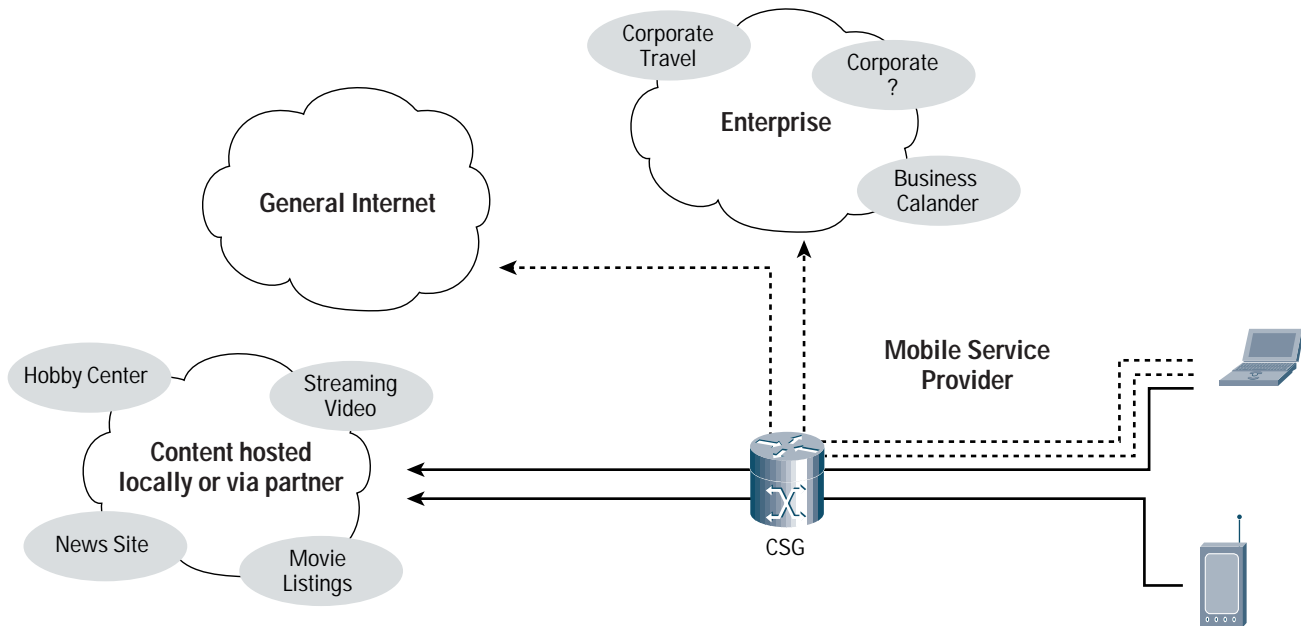 Corporate
Travel
Corporate
?
Enterprise
Business
Calander
General Internet
Mobile Service
Provider
Hobby Center
Streaming
Video
Content hosted
locally or via partner
News Site
Movie
Listings
CSG